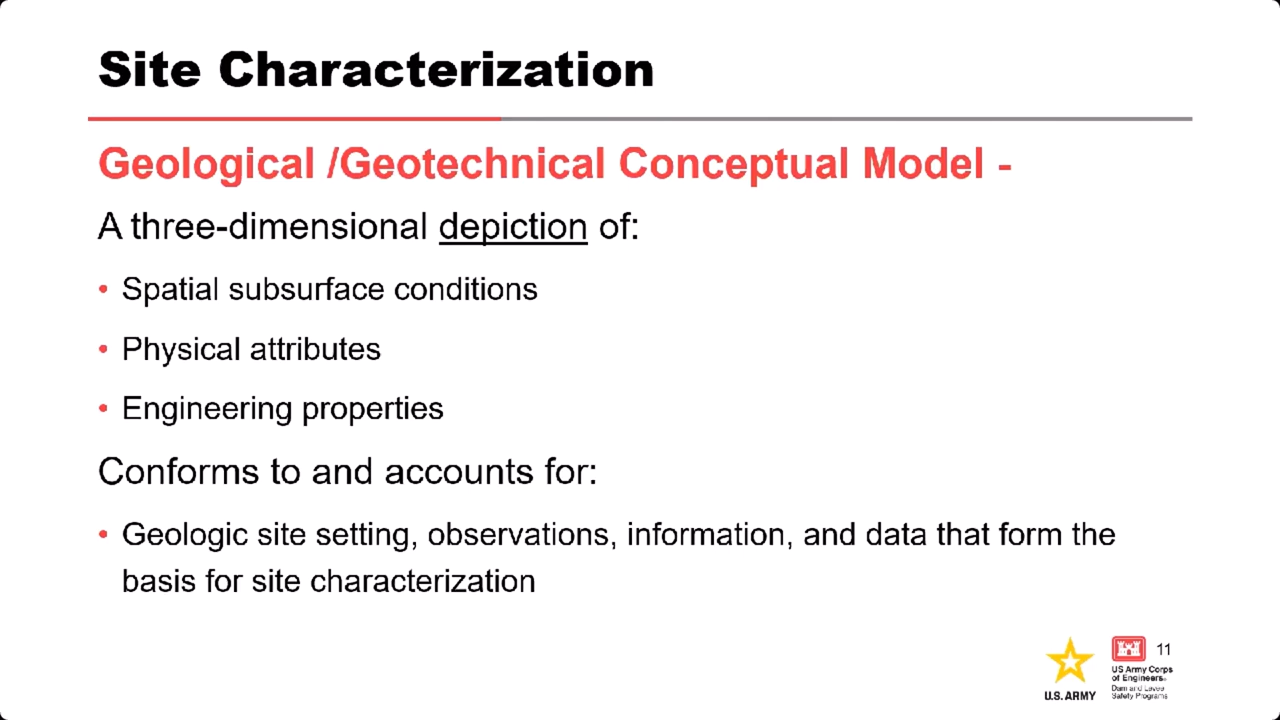 Site Characterization
Geological /Geotechnical Conceptual Model -
A three-dimensional depiction of:
• Spatial subsurface conditions
• Physical attributes
• Engineering properties
Conforms to and accounts for:
• Geologic site setting, observations, information, and data that form the
basis for site characterization
11
U.S. ARMY
US Army Corps
of Engineers®
Dam and Levee
Safety Programs